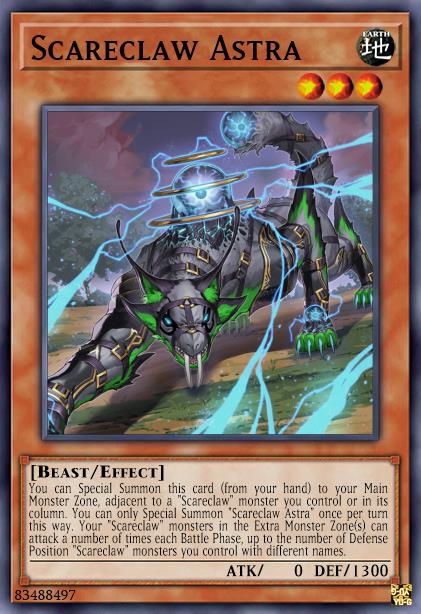 SCARECLAW ASTRA
EARTH
地
[BEAST/EFFECT]
You can Special Summon this card (from your hand) to your Main
Monster Zone, adjacent to a "Scareclaw" monster you control or in its
column. You can only Special Summon "Scareclaw Astra" once per turn
this way. Your "Scareclaw" monsters in the Extra Monster Zone(s) can
attack a number of times each Battle Phase, up to the number of Defense
Position "Scareclaw" monsters you control with different names.
ATK/ 0 DEF/1300
83488497